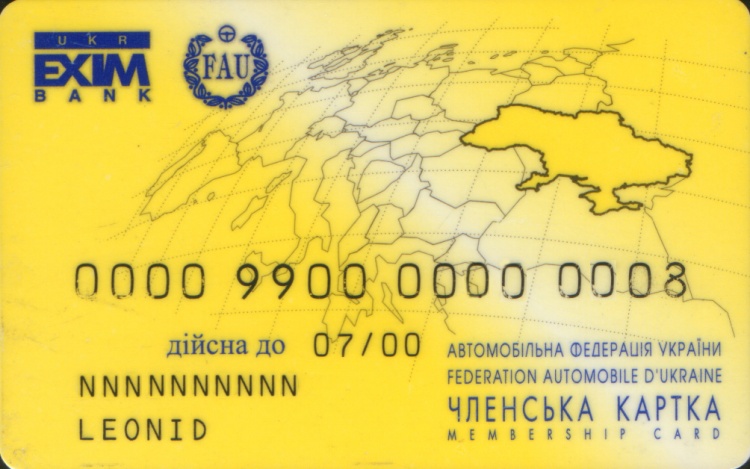 UKR
EXIM
BANK
FAU
0000 9900 0000 0003
дійсна до 07/00
NNNNNNNNNN
LEONID
АВТОМОБІЛЬНА ФЕДЕРАЦІЯ УКРАЇНИ
FEDERATION AUTOMOBILE D'UKRAINE
ЧЛЕНСЬКА КАРТКА
MEMBERSHIP CARD